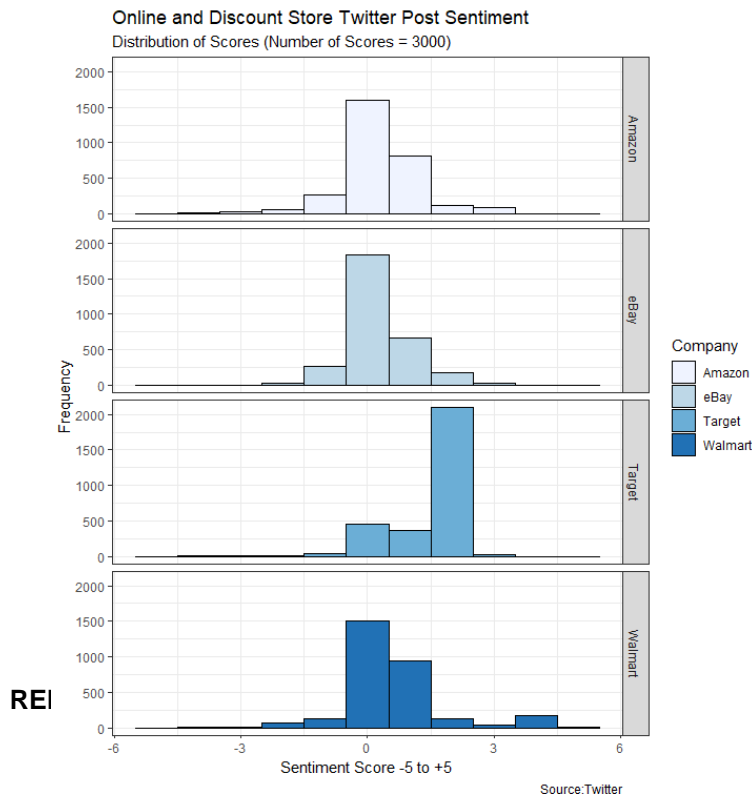 Online and Discount Store Twitter Post Sentiment
Distribution of Scores (Number of Scores = 3000)
2000
1500
1000
500
0
Amazon
2000
1500
1000
500
0
eBay
Frequency
2000
1500
1000
500
0
Target
2000
1500
1000
500
0
Walmart
-6
-3
0
3
6
Sentiment Score -5 to +5
Source:Twitter
Company
Amazon
eBay
Target
Walmart